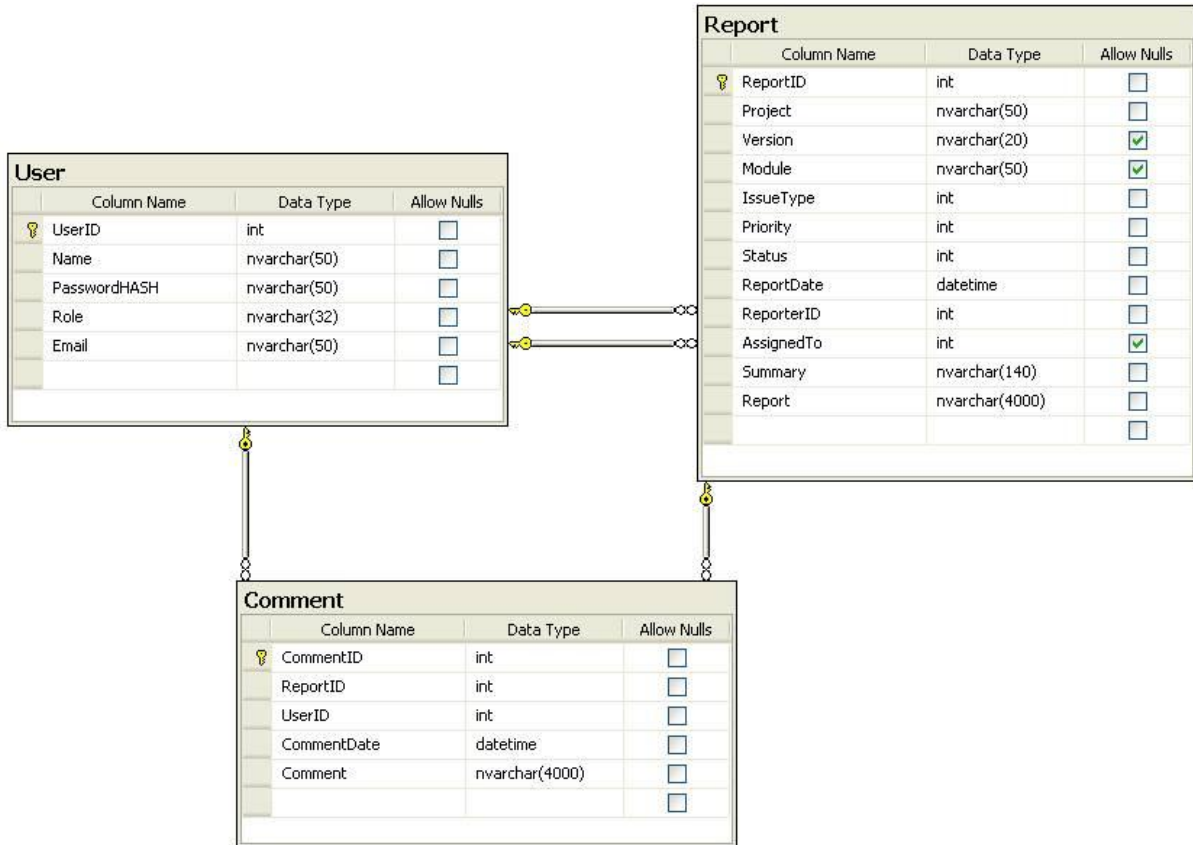 User
Column Name Data Type Allow Nulls
UserID int
Name nvarchar(50)
PasswordHASH nvarchar(50)
Role nvarchar(32)
Email nvarchar(50)
Report
Column Name Data Type Allow Nulls
ReportID int
Project nvarchar(50)
Version nvarchar(20)
Module nvarchar(50)
IssueType int
Priority int
Status int
ReportDate datetime
ReporterID int
AssignedTo int
Summary nvarchar(140)
Report nvarchar(4000)
Comment
Column Name Data Type Allow Nulls
CommentID int
ReportID int
UserID int
CommentDate datetime
Comment nvarchar(4000)